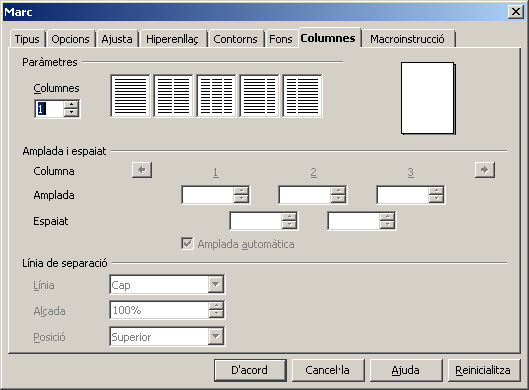 Marc
Tipus Opcions Ajusta Hiperenllaç Contorns Fons Columnes Macroinstrucció
Paràmetres
Columnes
1
Amplada i espaiat
Columna 1 2 3
Amplada
Espaiat
Amplada automàtica
Línia de separació
Línia Cap
Alçada 100%
Posició Superior
D'acord Cancel·la Ajuda Reinicialitza